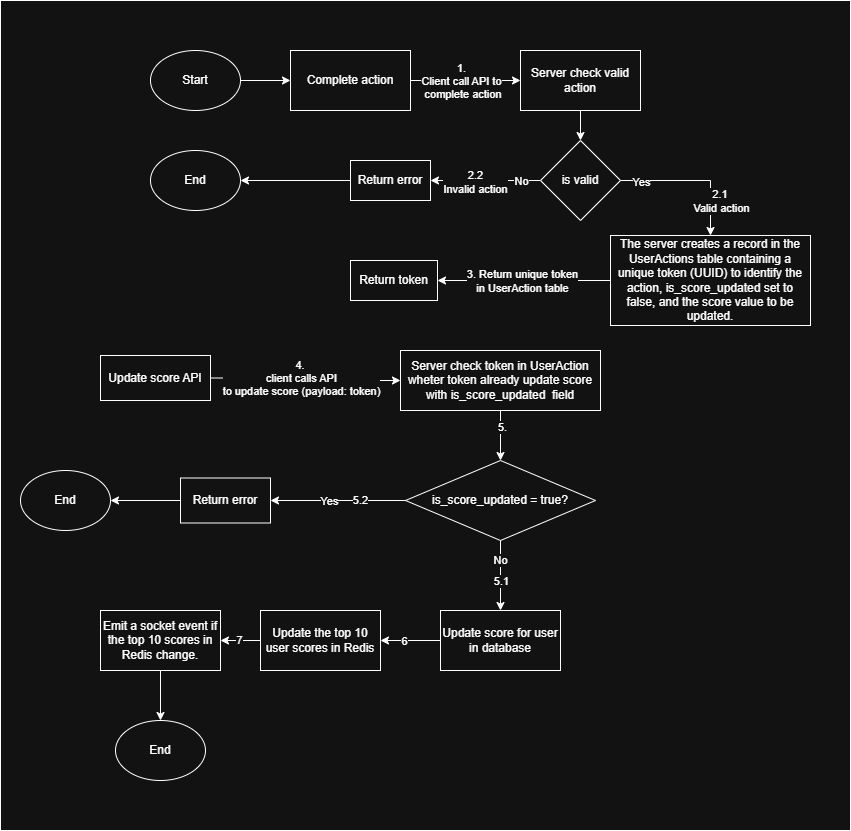 Start
Complete action
1.
Client call API to
complete action
Server check valid
action
End
Return error
2.2
Invalid action
No
is valid
Yes
2.1
Valid action
Return token
3. Return unique token
in UserAction table
The server creates a record in the
UserActions table containing a
unique token (UUID) to identify the
action, is_score_updated set to
false, and the score value to be
updated.
Update score API
4.
client calls API
to update score (payload: token)
Server check token in UserAction
wheter token already update score
with is_score_updated field
5.
End
Return error
Yes
5.2
is_score_updated = true?
No
5.1
Emit a socket event if
the top 10 scores in
Redis change.
7
Update the top 10
user scores in Redis
6
Update score for user
in database
End